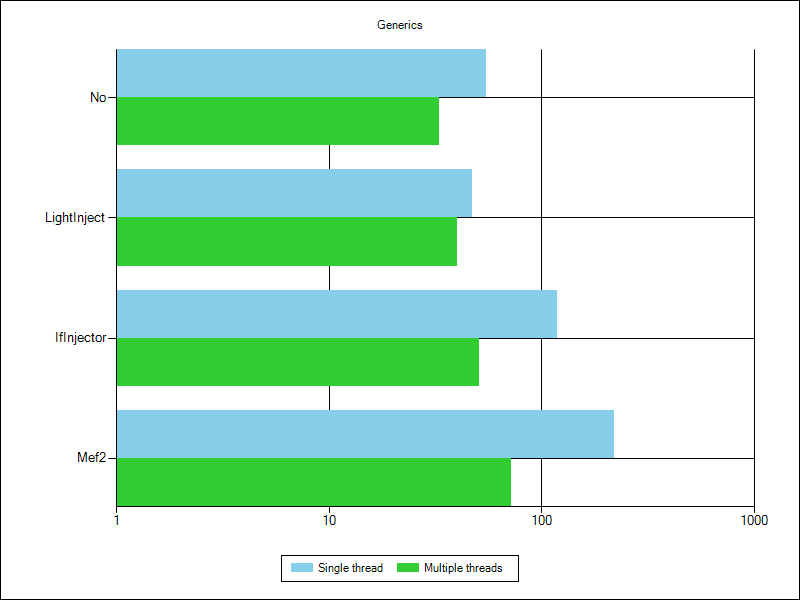 Generics
No
LightInject
IfInjector
Mef2
1 10 100 1000
Single thread Multiple threads